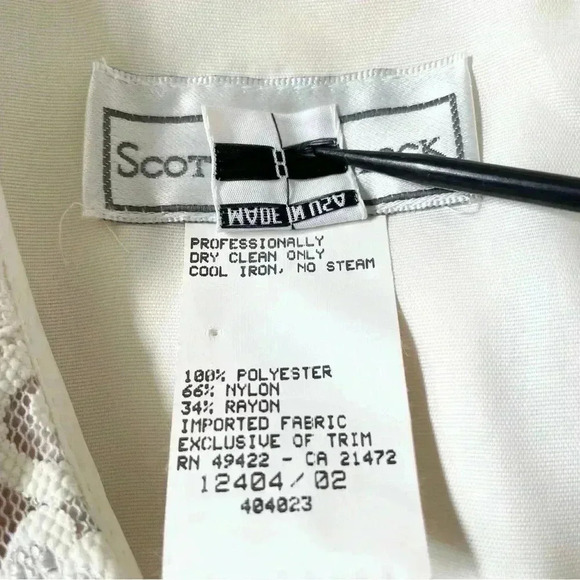 SCOT OCK
8
MADE IN USA
PROFESSIONALLY
DRY CLEAN ONLY
COOL IRON, NO STEAM
100% POLYESTER
66% NYLON
34% RAYON
IMPORTED FABRIC
EXCLUSIVE OF TRIM
RN 49422 - CA 21472
12404/02
404023